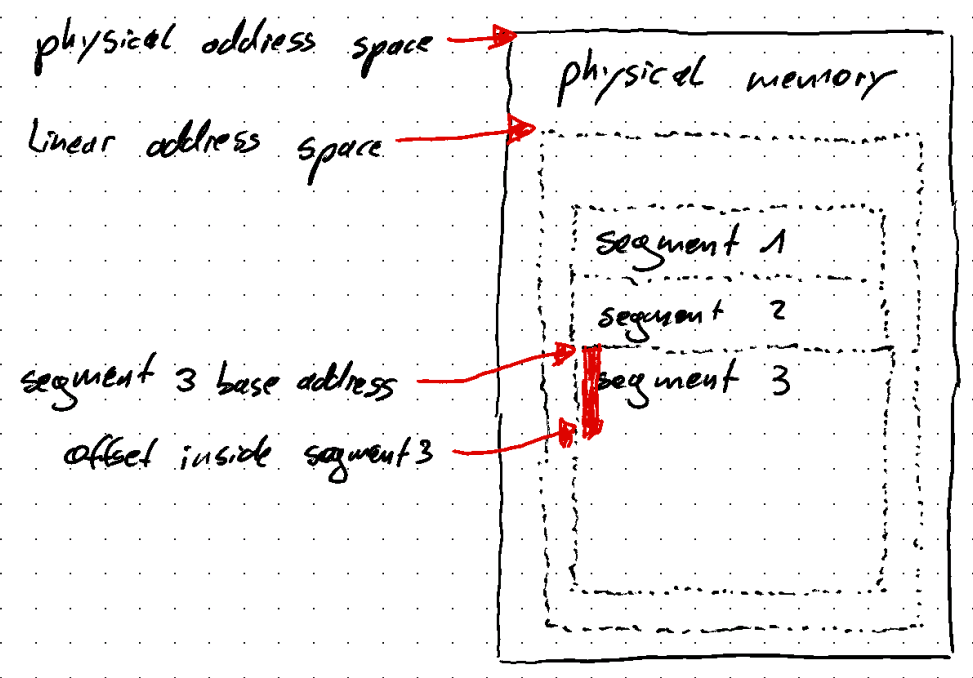 physical address space
physical memory
Linear address space
segment 1
segment 2
segment 3 base address
segment 3
offset inside segment 3